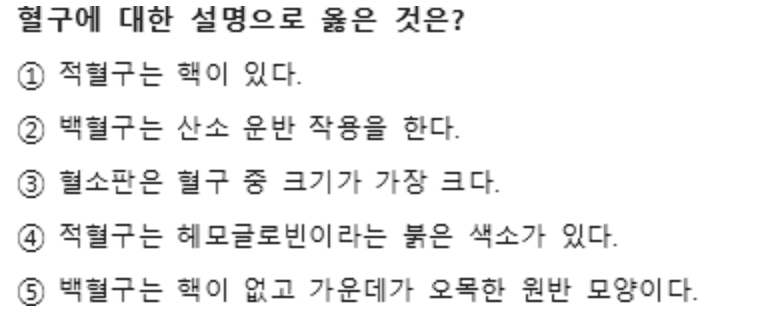 혈구에 대한 설명으로 옳은 것은?
① 적혈구는 핵이 있다.
② 백혈구는 산소 운반 작용을 한다.
③ 혈소판은 혈구 중 크기가 가장 크다.
④ 적혈구는 헤모글로빈이라는 붉은 색소가 있다.
⑤ 백혈구는 핵이 없고 가운데가 오목한 원반 모양이다.